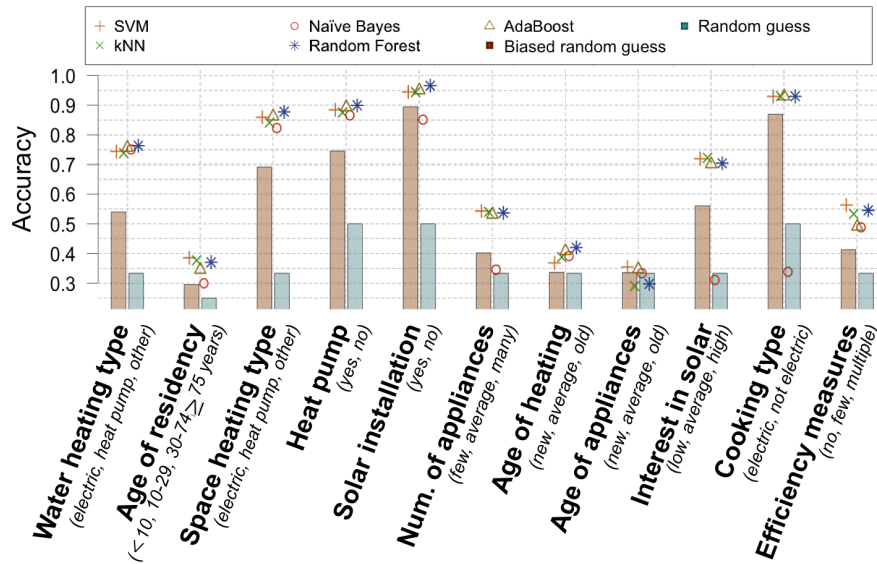 SVM Naïve Bayes AdaBoost Random guess
kNN Random Forest Biased random guess
Accuracy
1.0
0.9
0.8
0.7
0.6
0.5
0.4
0.3
Water heating type
(electric, heat pump, other)
Age of residency
(<10, 10-29, 30-74,≥ 75 years)
Space heating type
(electric, heat pump, other)
Heat pump
(yes, no)
Solar installation
(yes, no)
Num. of appliances
(few, average, many)
Age of heating
(new, average, old)
Age of appliances
(new, average, old)
Interest in solar
(low, average, high)
Cooking type
(electric, not electric)
Efficiency measures
(no, few, multiple)